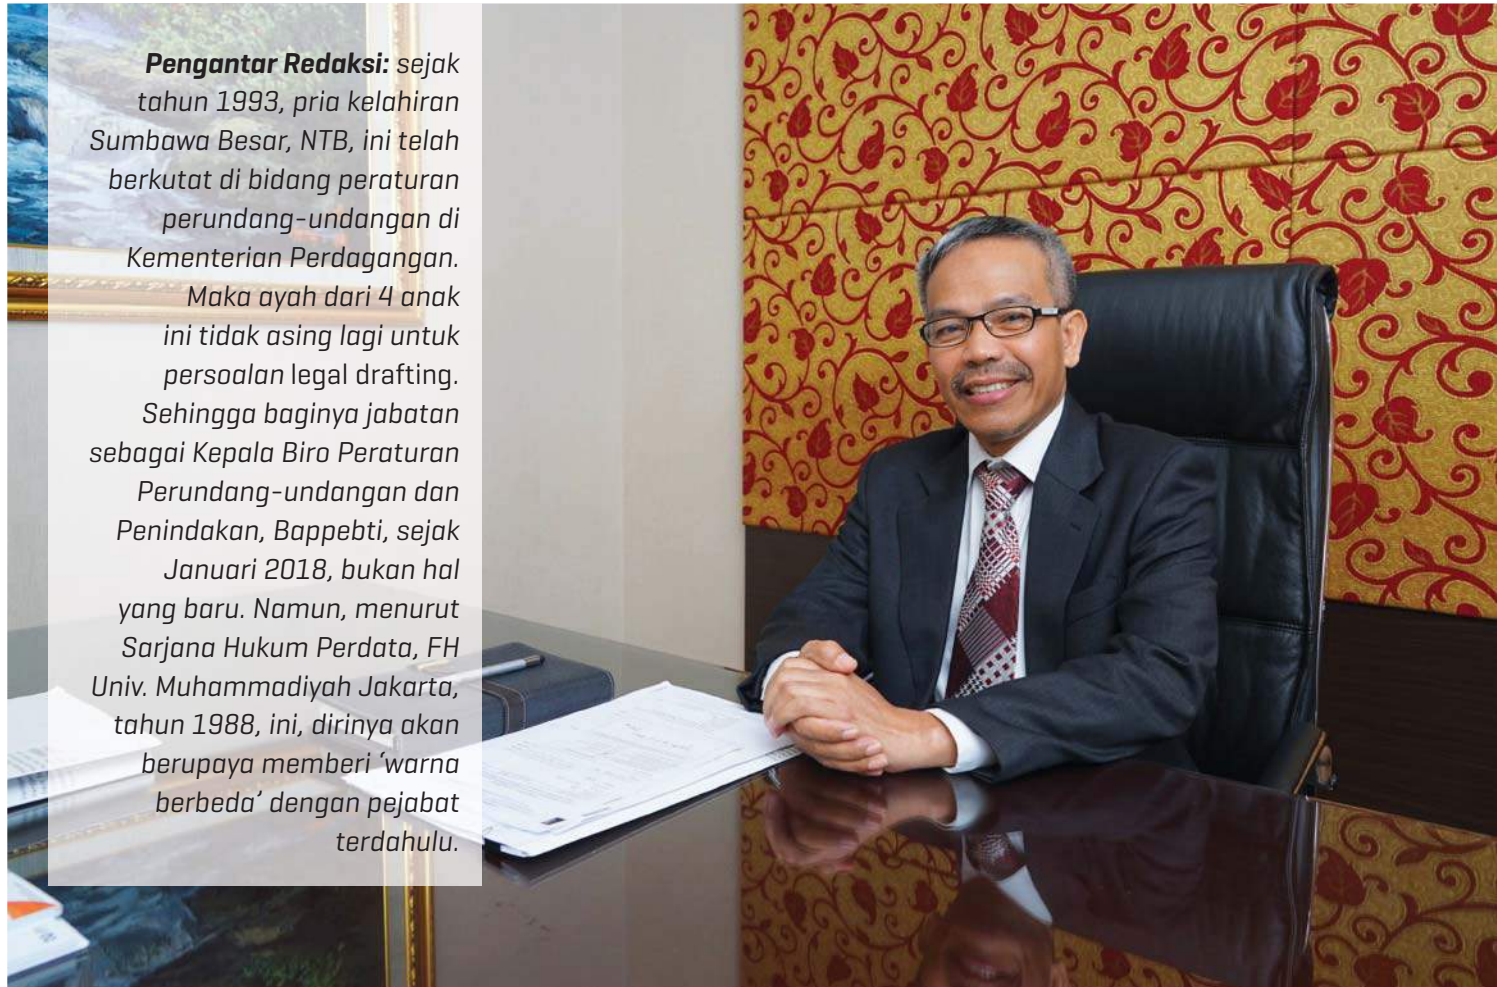 Pengantar Redaksi: sejak
tahun 1993, pria kelahiran
Sumbawa Besar, NTB, ini telah
berkutat di bidang peraturan
perundang-undangan di
Kementerian Perdagangan.
Maka ayah dari 4 anak
ini tidak asing lagi untuk
persoalan legal drafting.
Sehingga baginya jabatan
sebagai Kepala Biro Peraturan
Perundang-undangan dan
Penindakan, Bappebti, sejak
Januari 2018, bukan hal
yang baru. Namun, menurut
Sarjana Hukum Perdata, FH
Univ. Muhammadiyah Jakarta,
tahun 1988, ini, dirinya akan
berupaya memberi ‘warna
berbeda’ dengan pejabat
terdahulu.